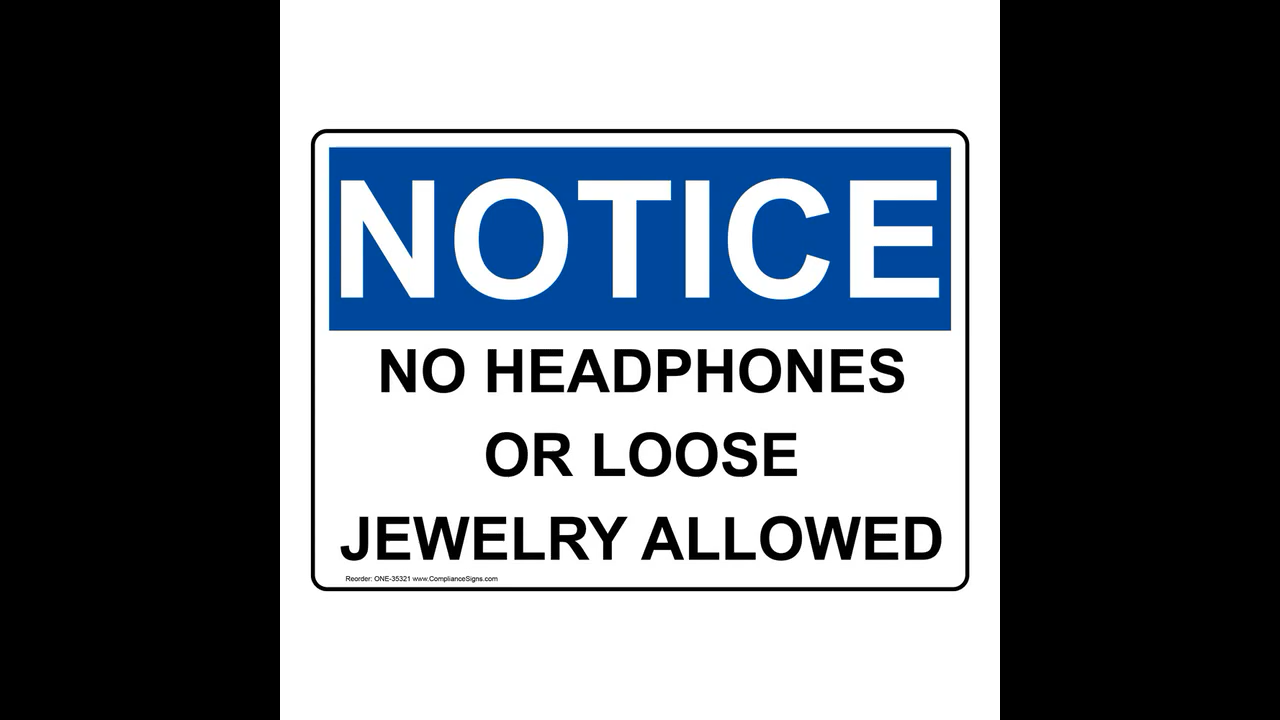 NOTICE
NO HEADPHONES
OR LOOSE
JEWELRY ALLOWED
Reorder: ONE-35321 www.ComplianceSigns.com